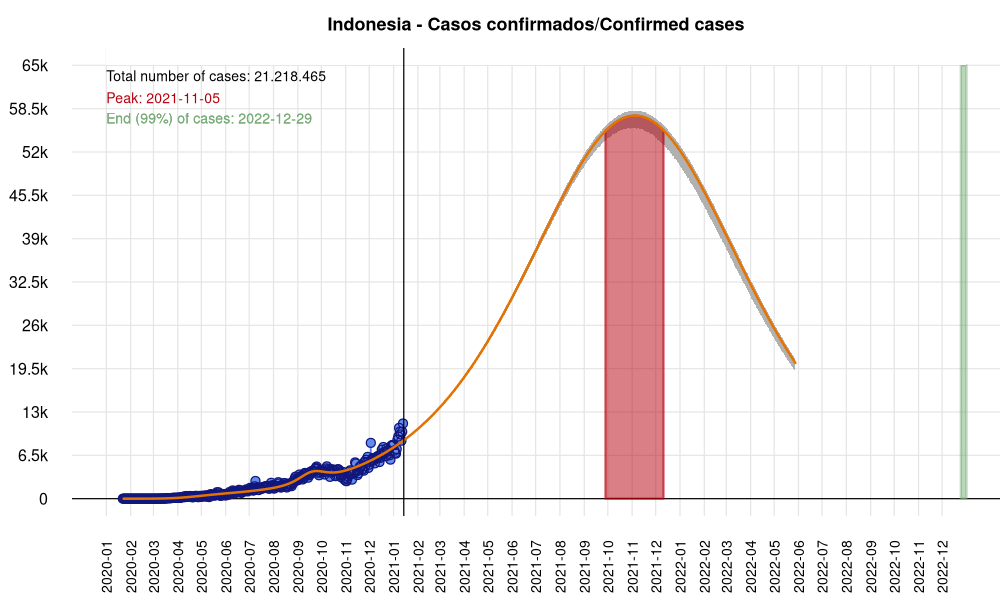 Indonesia - Casos confirmados/Confirmed cases
Total number of cases: 21.218.465
Peak: 2021-11-05
End (99%) of cases: 2022-12-29
65k
58.5k
52k
45.5k
39k
32.5k
26k
19.5k
13k
6.5k
0
2020-01
2020-02
2020-03
2020-04
2020-05
2020-06
2020-07
2020-08
2020-09
2020-10
2020-11
2020-12
2021-01
2021-02
2021-03
2021-04
2021-05
2021-06
2021-07
2021-08
2021-09
2021-10
2021-11
2021-12
2022-01
2022-02
2022-03
2022-04
2022-05
2022-06
2022-07
2022-08
2022-09
2022-10
2022-11
2022-12